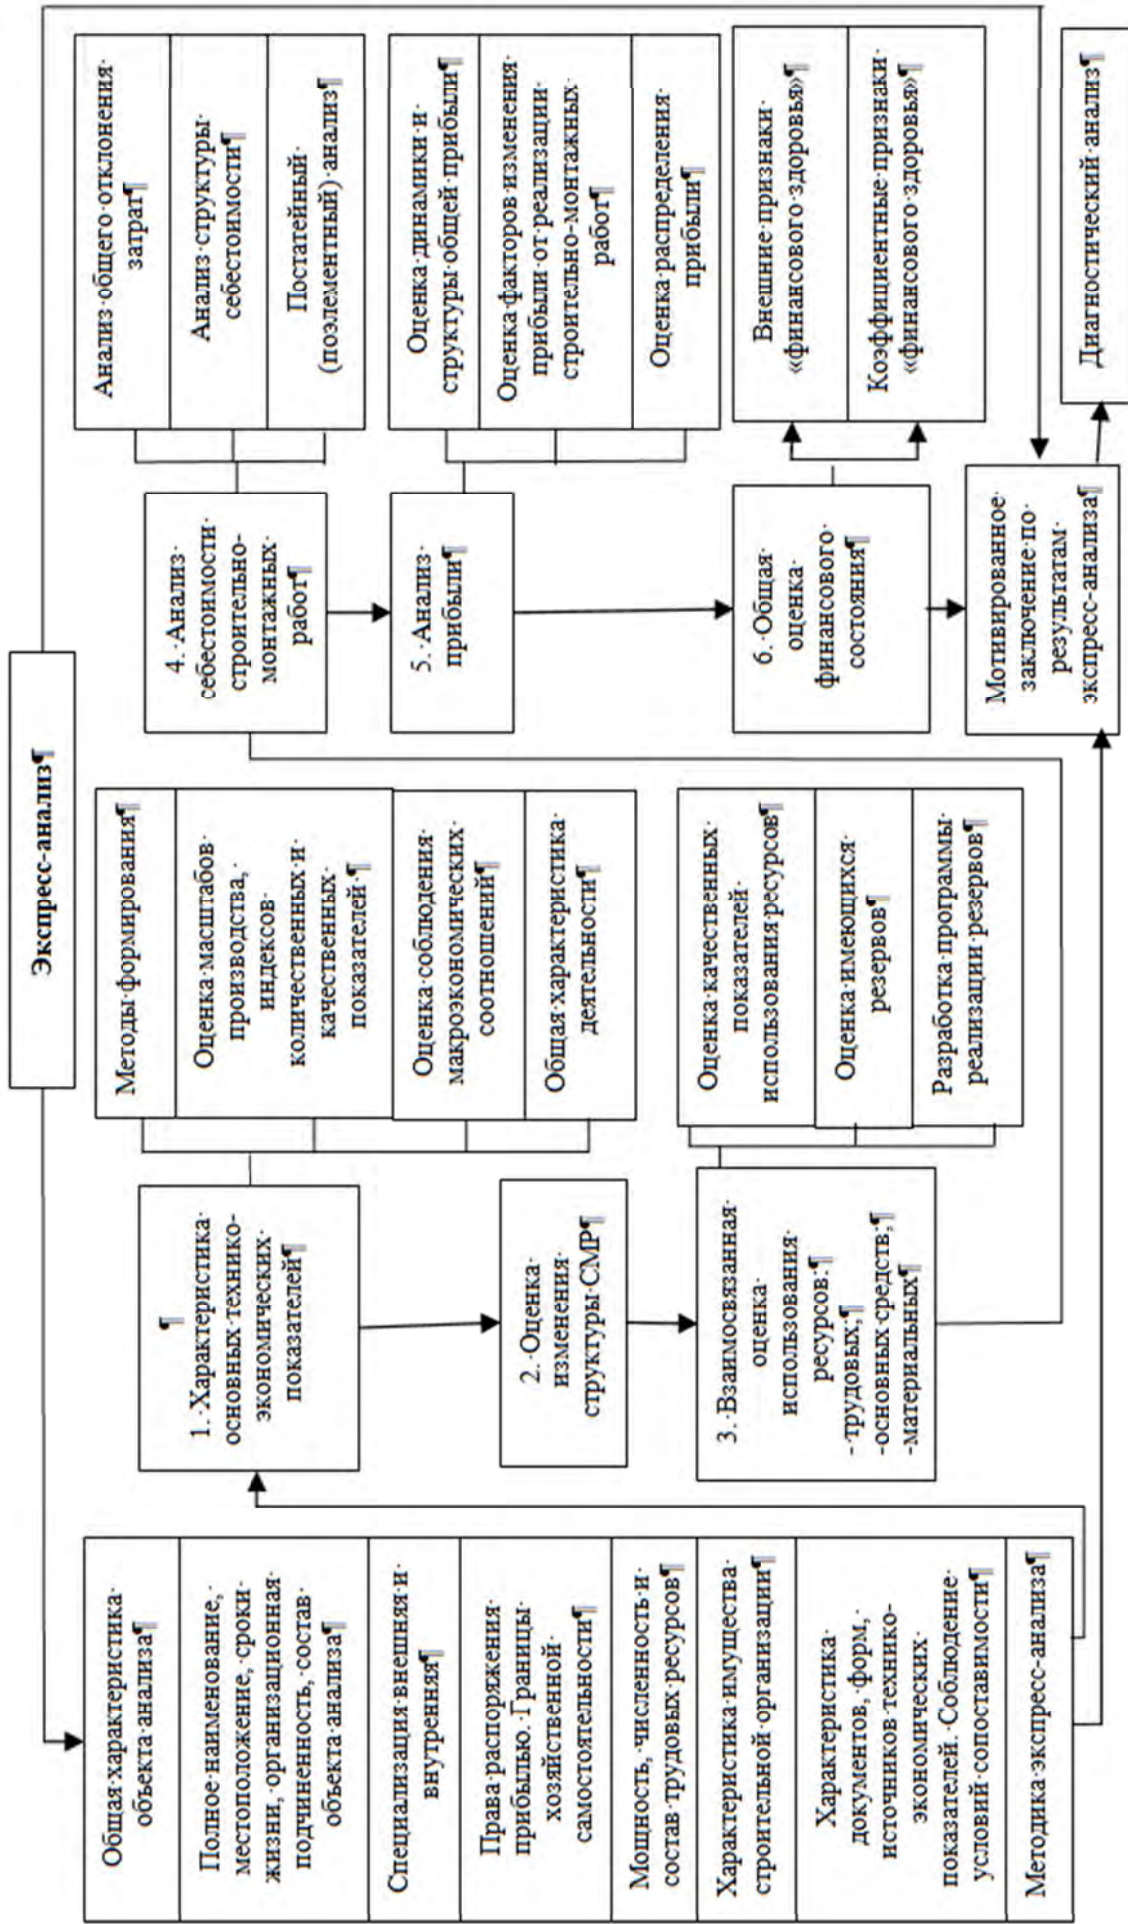 Экспресс-анализ¶
Общая·характеристика·
объекта·анализа¶
Полное·наименование,·
местоположение,·сроки·
жизни,·организационная·
подчиненность,·состав·
объекта·анализа¶
Специализация·внешняя·и·
внутренняя¶
Права·распоряжения·
прибылью.·Границы·
хозяйственной·
самостоятельности¶
Мощность,·численность·и·
состав·трудовых·ресурсов¶
Характеристика·имущества·
строительной·организации¶
Характеристика·
документов,·форм,·
источников·технико-
экономических·
показателей.·Соблюдение·
условий·сопоставимости¶
Методика·экспресс-анализа¶
¶
1.·Характеристика·
основных·технико-
экономических·
показателей¶
Методы·формирования¶
Оценка·масштабов·
производства,·
индексов·
количественных·и·
качественных·
показателей·¶
Оценка·соблюдения·
макроэкономических·
соотношений¶
Общая·характеристика·
деятельности¶
2.·Оценка·
изменения·
структуры·СМР¶
3.·Взаимосвязанная·
оценка·
использования·
ресурсов:¶
-трудовых,¶
-основных·средств;¶
-материальных¶
Оценка·качественных·
показателей·
использования·ресурсов¶
Оценка·имеющихся·
резервов¶
Разработка·программы·
реализации·резервов¶
4.·Анализ·
себестоимости·
строительно-
монтажных·
работ¶
Анализ·общего·отклонения·
затрат¶
Анализ·структуры·
себестоимости¶
Постатейный·
(поэлементный)·анализ¶
5.·Анализ·
прибыли¶
Оценка·динамики·и·
структуры·общей·прибыли¶
Оценка·факторов·изменения·
прибыли·от·реализации·
строительно-монтажных·
работ¶
Оценка·распределения·
прибыли¶
6.·Общая·
оценка·
финансового·
состояния¶
Внешние·признаки·
«финансового·здоровья»¶
Коэффициентные·признаки·
«финансового·здоровья»¶
Мотивированное·
заключение·по·
результатам·
экспресс-анализа¶
Диагностический·анализ¶